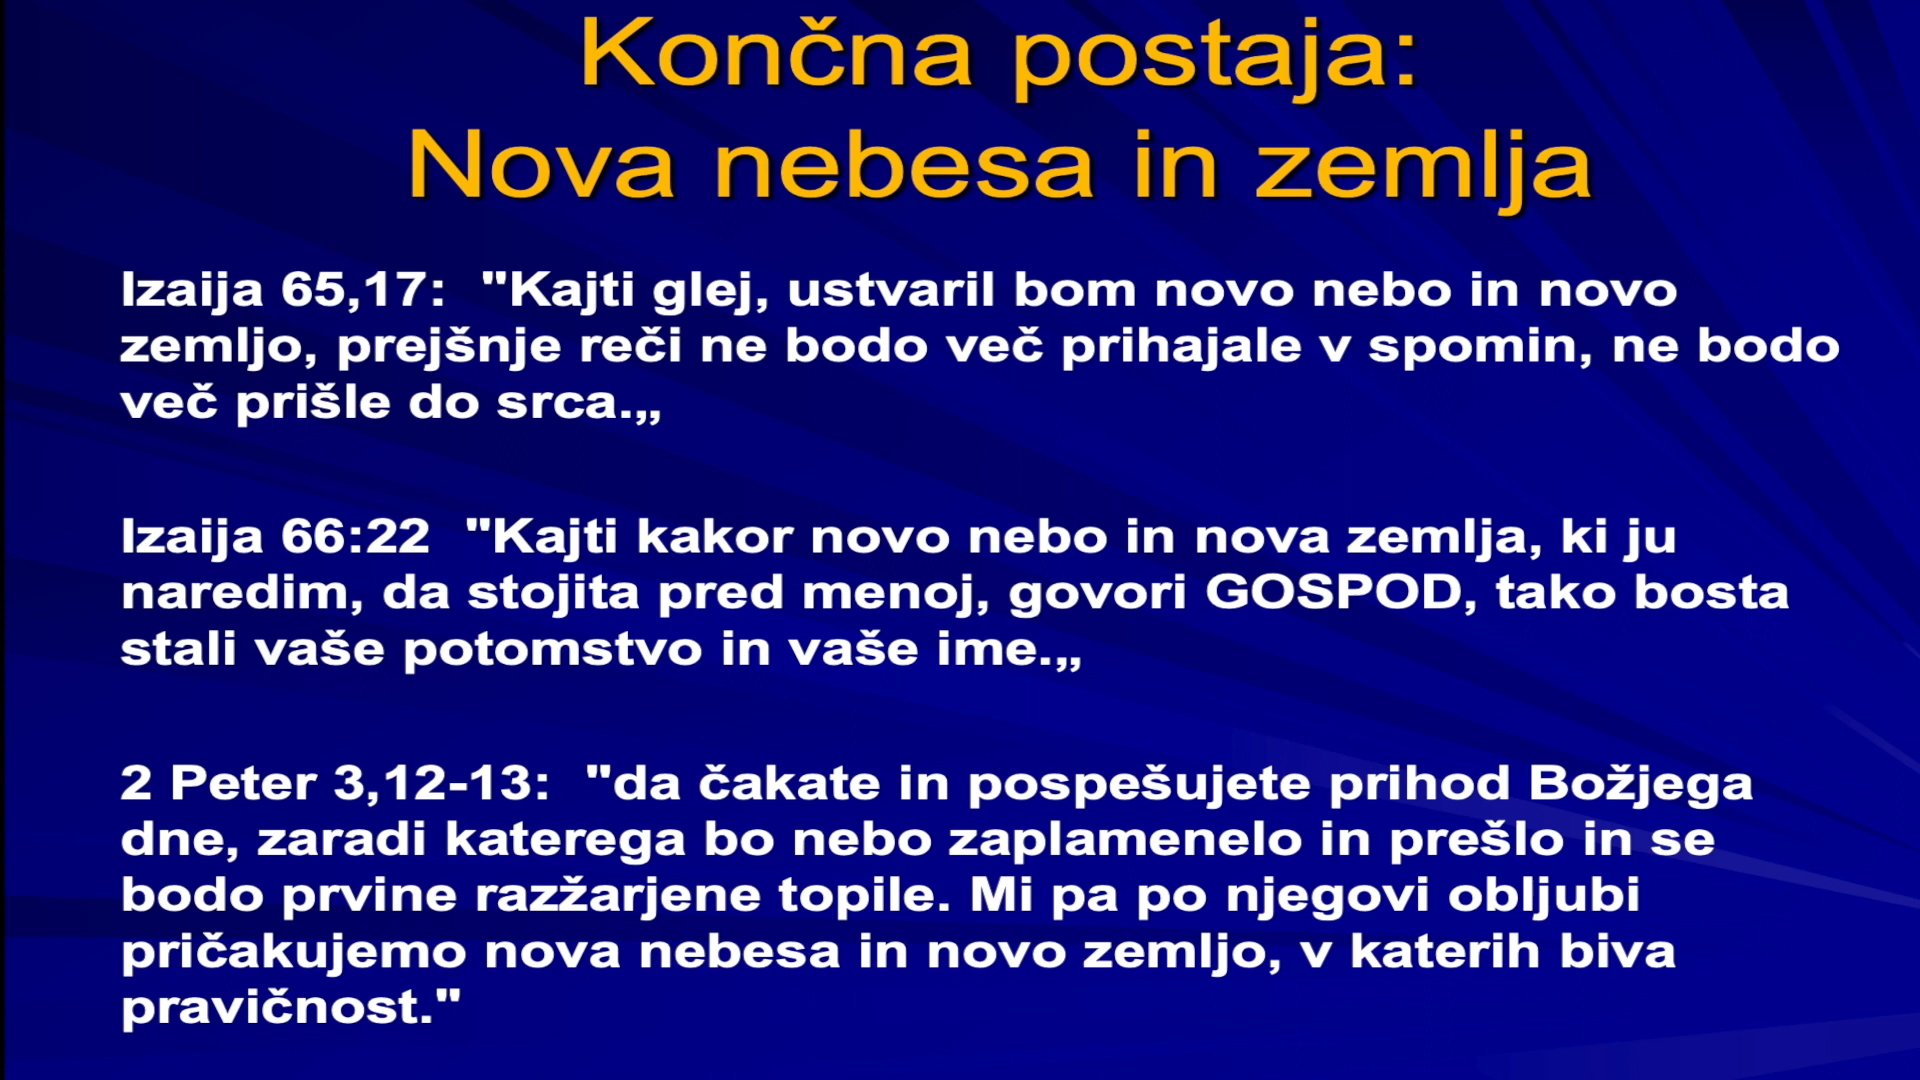 Končna postaja:
Nova nebesa in zemlja
Izaija 65,17:  "Kajti glej, ustvaril bom novo nebo in novo
zemljo, prejšnje reči ne bodo več prihajale v spomin, ne bodo
več prišle do srca.„
Izaija 66:22  "Kajti kakor novo nebo in nova zemlja, ki ju
naredim, da stojita pred menoj, govori GOSPOD, tako bosta
stali vaše potomstvo in vaše ime.„
2 Peter 3,12-13:  "da čakate in pospešujete prihod Božjega
dne, zaradi katerega bo nebo zaplamenelo in prešlo in se
bodo prvine razžarjene topile. Mi pa po njegovi obljubi
pričakujemo nova nebesa in novo zemljo, v katerih biva
pravičnost."